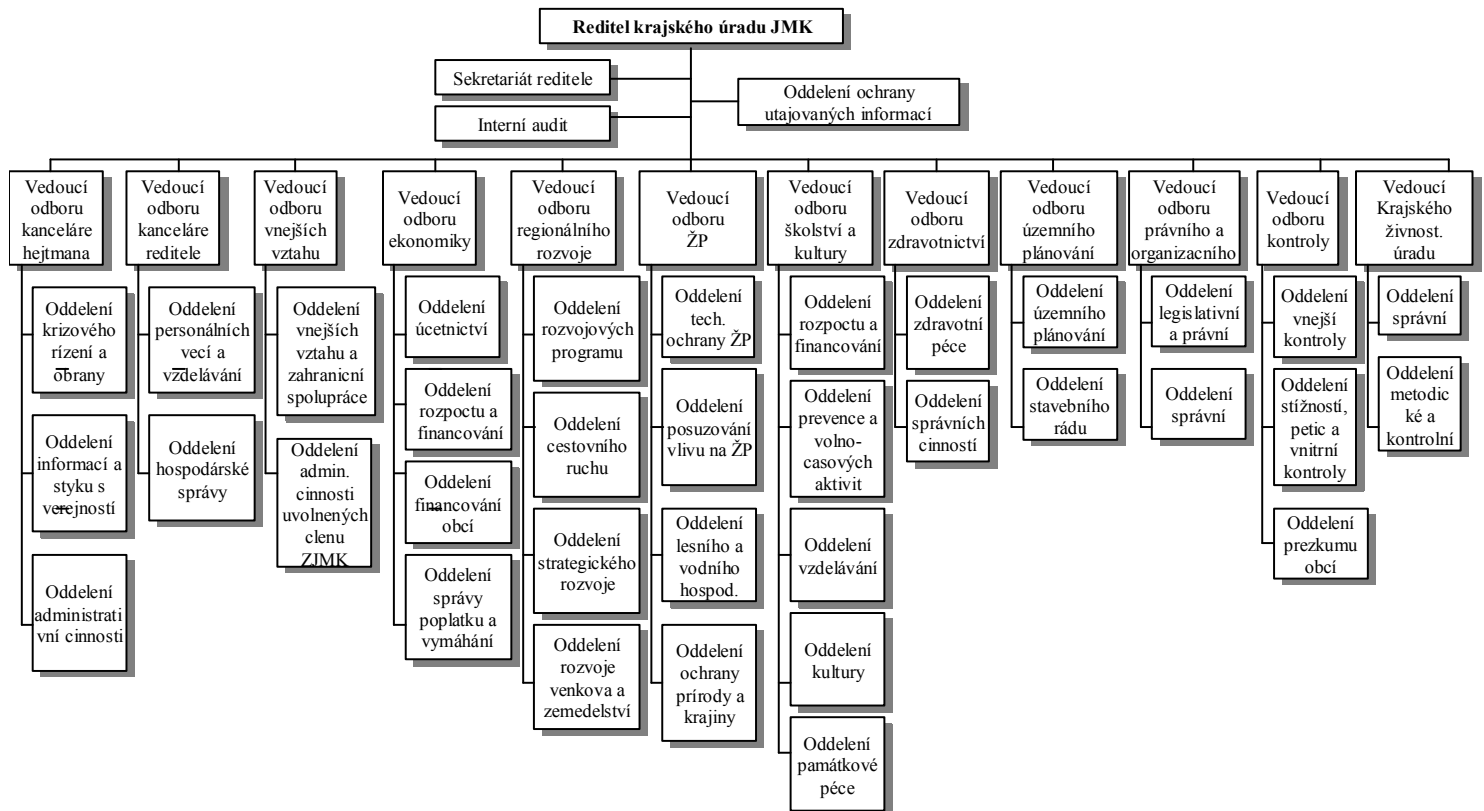 Reditel krajského úradu JMK
Sekretariát reditele
Oddelení ochrany
utajovaných informací
Interní audit
Vedoucí
odboru
kanceláre
hejtmana
Vedoucí
odboru
kanceláre
reditele
Vedoucí
odboru
vnejších
vztahu
Vedoucí
odboru
ekonomiky
Vedoucí
odboru
regionálního
rozvoje
Vedoucí
odboru
ŽP
Vedoucí
odboru
školství a
kultury
Vedoucí
odboru
zdravotnictví
Vedoucí
odboru
územního
plánování
Vedoucí
odboru
právního a
organizacního
Vedoucí
odboru
kontroly
Vedoucí
Krajského
živnost.
úradu
Oddelení
krizového
rízení a
obrany
Oddelení
informací a
styku s
verejností
Oddelení
administrati
vní cinnosti
Oddelení
personálních
vecí a
vzdelávání
Oddelení
hospodárské
správy
Oddelení
vnejších
vztahu a
zahranicní
spolupráce
Oddelení
admin.
cinnosti
uvolnených
clenu
ZJMK
Oddelení
úcetnictví
Oddelení
rozpoctu a
financování
Oddelení
financování
obcí
Oddelení
správy
poplatku a
vymáhání
Oddelení
rozvojových
programu
Oddelení
cestovního
ruchu
Oddelení
strategického
rozvoje
Oddelení
rozvoje
venkova a
zemedelství
Oddelení
tech.
ochrany ŽP
Oddelení
posuzování
vlivu na ŽP
Oddelení
lesního a
vodního
hospod.
Oddelení
ochrany
prírody a
krajiny
Oddelení
rozpoctu a
financování
Oddelení
prevence a
volno-
casových
aktivit
Oddelení
vzdelávání
Oddelení
kultury
Oddelení
památkové
péce
Oddelení
zdravotní
péce
Oddelení
správních
cinností
Oddelení
územního
plánování
Oddelení
stavebního
rádu
Oddelení
legislativní
a právní
Oddelení
správní
Oddelení
vnejší
kontroly
Oddelení
stížností,
petic a
vnitrní
kontroly
Oddelení
prezkumu
obcí
Oddelení
správní
Oddelení
metodic
ké a
kontrolní